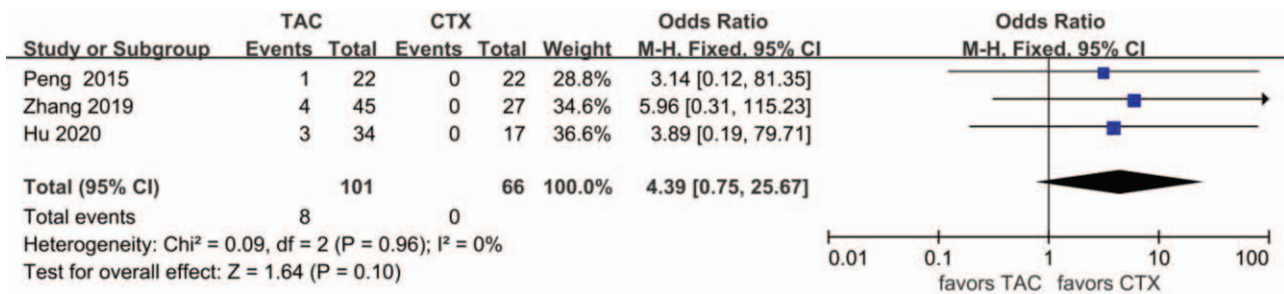 TAC CTX Odds Ratio Odds Ratio
Study or Subgroup Events Total Events Total Weight M-H, Fixed, 95% CI M-H, Fixed, 95% CI
Peng 2015 1 22 0 22 28.8% 3.14 [0.12, 81.35]
Zhang 2019 4 45 0 27 34.6% 5.96 [0.31, 115.23]
Hu 2020 3 34 0 17 36.6% 3.89 [0.19, 79.71]
Total (95% CI) 101 66 100.0% 4.39 [0.75, 25.67]
Total events 8 0
Heterogeneity: Chi² = 0.09, df = 2 (P = 0.96); I² = 0%
Test for overall effect: Z = 1.64 (P = 0.10)
0.01 0.1 1 10 100
favors TAC favors CTX